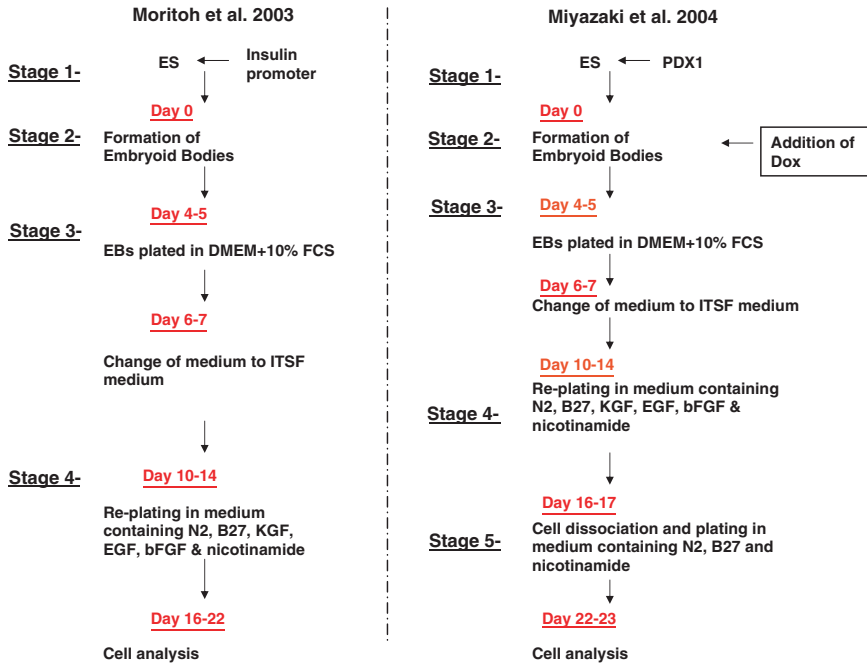 Moritoh et al. 2003
Stage 1-
ES
Insulin
promoter
Day 0
Stage 2-
Formation of
Embryoid Bodies
Day 4-5
Stage 3-
EBs plated in DMEM+10% FCS
Day 6-7
Change of medium to ITSF
medium
Stage 4-
Day 10-14
Re-plating in medium
containing N2, B27, KGF,
EGF, bFGF & nicotinamide
Day 16-22
Cell analysis
Miyazaki et al. 2004
Stage 1-
ES
PDX1
Day 0
Stage 2-
Formation of
Embryoid Bodies
Addition of
Dox
Stage 3-
Day 4-5
EBs plated in DMEM+10% FCS
Day 6-7
Change of medium to ITSF medium
Day 10-14
Re-plating in medium containing
N2, B27, KGF, EGF, bFGF &
nicotinamide
Stage 4-
Day 16-17
Cell dissociation and plating in
medium containing N2, B27 and
nicotinamide
Stage 5-
Day 22-23
Cell analysis